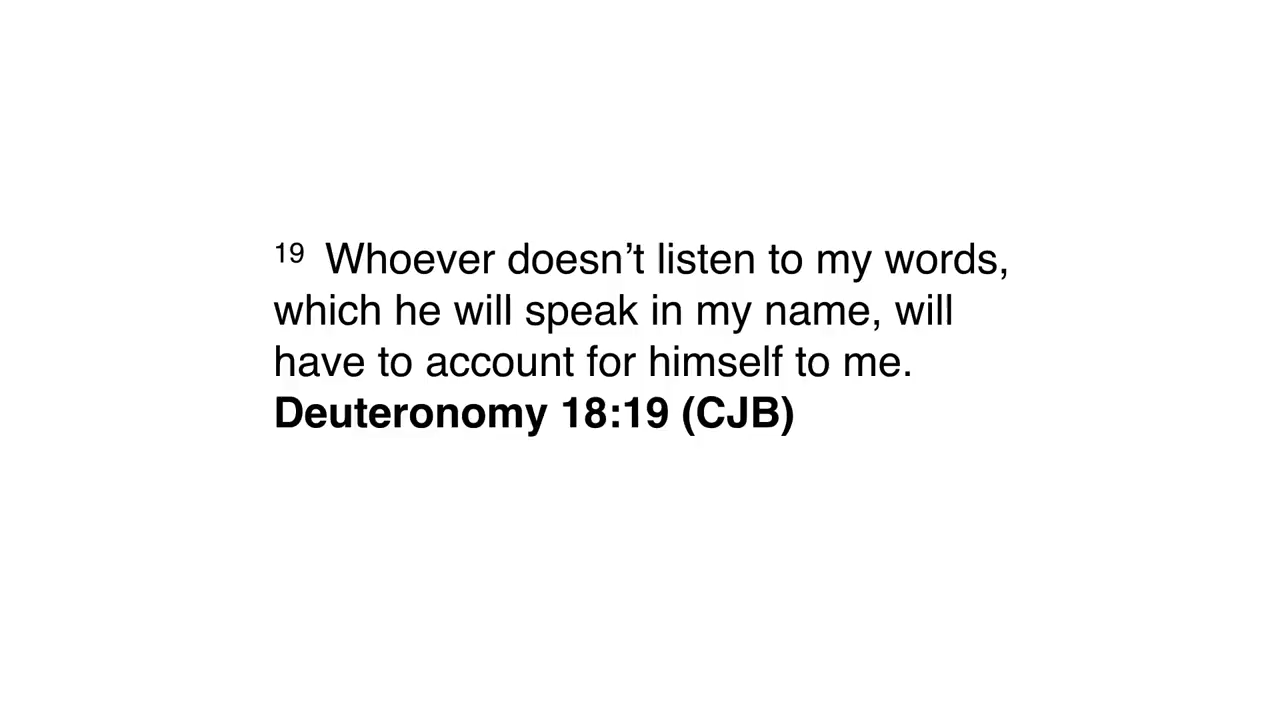 19 Whoever doesn’t listen to my words,
which he will speak in my name, will
have to account for himself to me.
Deuteronomy 18:19 (CJB)